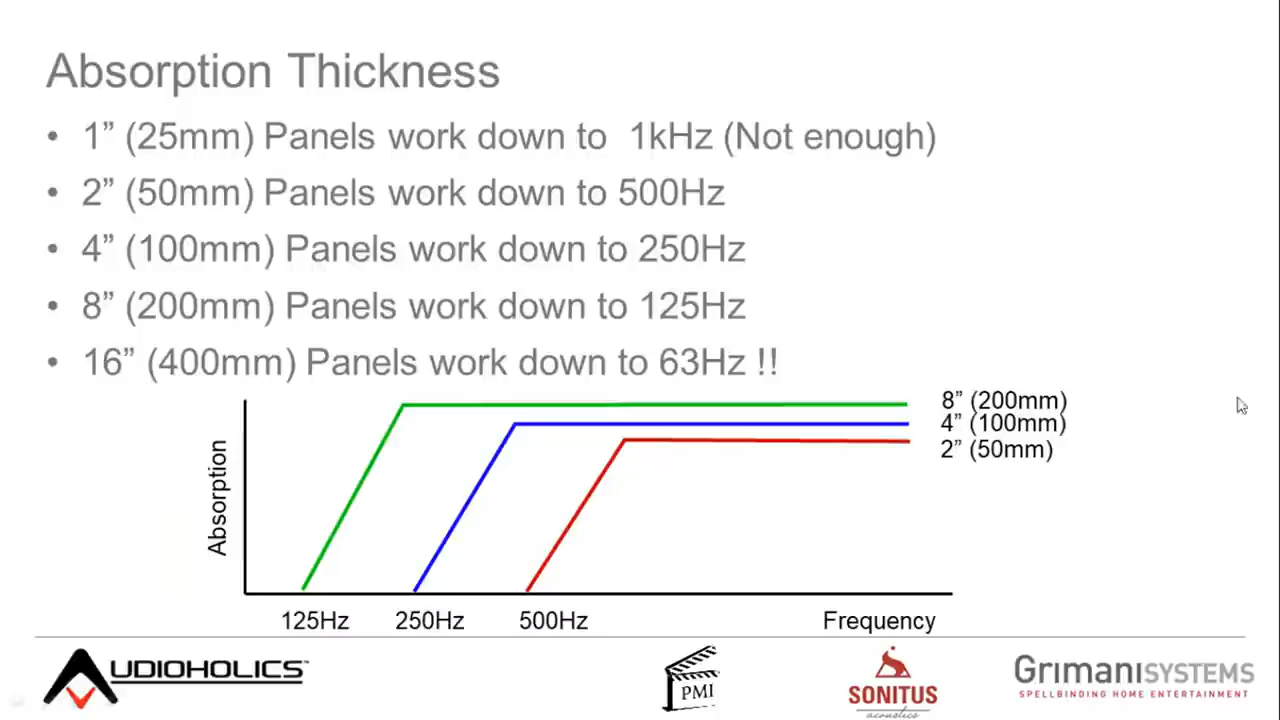 Absorption Thickness
• 1” (25mm) Panels work down to 1kHz (Not enough)
• 2” (50mm) Panels work down to 500Hz
• 4” (100mm) Panels work down to 250Hz
• 8” (200mm) Panels work down to 125Hz
• 16” (400mm) Panels work down to 63Hz !!
8” (200mm)
4” (100mm)
2” (50mm)
Absorption
125Hz 250Hz 500Hz Frequency
AUDIOHOLICS™
PMI
SONITUS
acoustics
GrimaniSYSTEMS
SPELLBINDING HOME ENTERTAINMENT